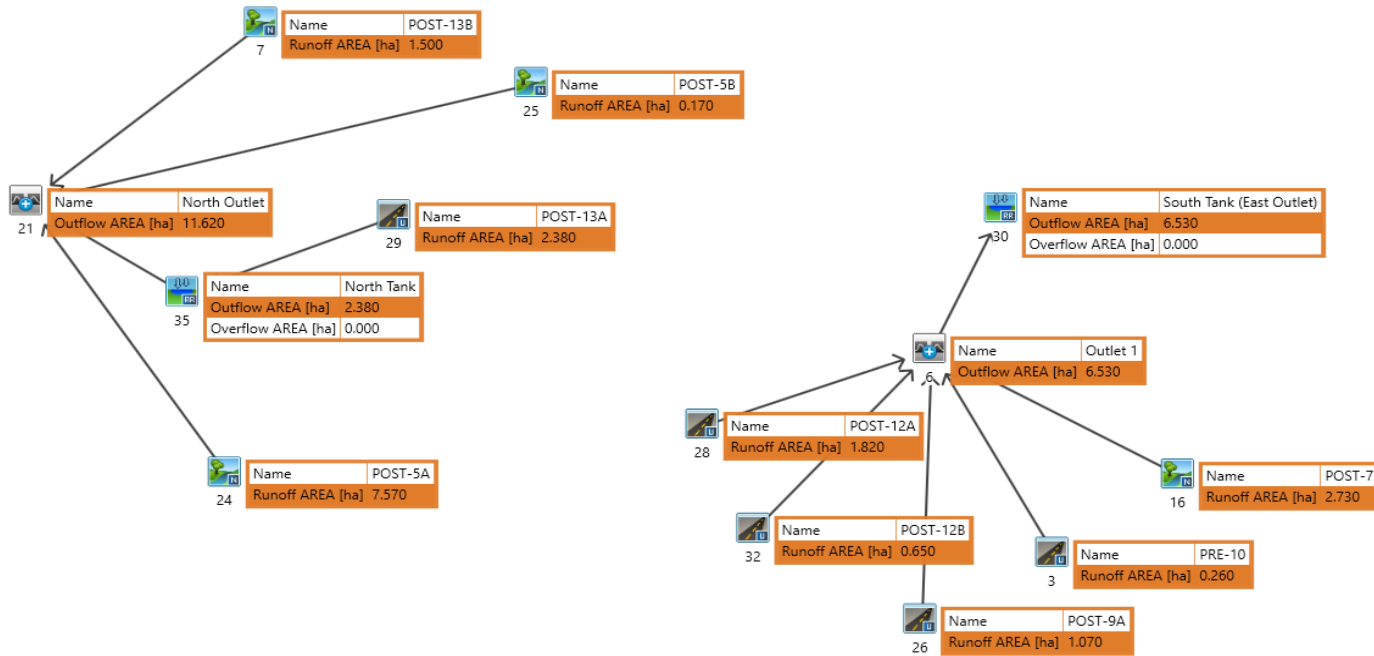 Name POST-13B
Runoff AREA [ha] 1.500
7
Name POST-5B
Runoff AREA [ha] 0.170
25
Name North Outlet
Outflow AREA [ha] 11.620
21
Name POST-13A
Runoff AREA [ha] 2.380
29
Name North Tank
Outflow AREA [ha] 2.380
Overflow AREA [ha] 0.000
35
Name POST-5A
Runoff AREA [ha] 7.570
24
Name South Tank (East Outlet)
Outflow AREA [ha] 6.530
Overflow AREA [ha] 0.000
30
Name Outlet 1
Outflow AREA [ha] 6.530
6
Name POST-12A
Runoff AREA [ha] 1.820
28
Name POST-7
Runoff AREA [ha] 2.730
16
Name POST-12B
Runoff AREA [ha] 0.650
32
Name PRE-10
Runoff AREA [ha] 0.260
3
Name POST-9A
Runoff AREA [ha] 1.070
26
N
N
RR
U
RR
N
U
N
U
U
U